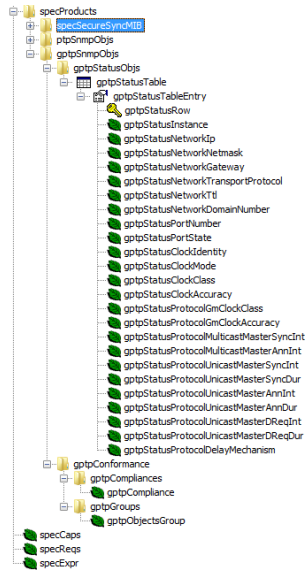 specProducts
specSecureSyncMIB
ptpSnmpObjs
gptpSnmpObjs
gptpStatusObjs
gptpStatusTable
gptpStatusTableEntry
gptpStatusRow
gptpStatusInstance
gptpStatusNetworkIp
gptpStatusNetworkNetmask
gptpStatusNetworkGateway
gptpStatusNetworkTransportProtocol
gptpStatusNetworkTtl
gptpStatusNetworkDomainNumber
gptpStatusPortNumber
gptpStatusPortState
gptpStatusClockIdentity
gptpStatusClockMode
gptpStatusClockClass
gptpStatusClockAccuracy
gptpStatusProtocolGmClockClass
gptpStatusProtocolGmClockAccuracy
gptpStatusProtocolMulticastMasterSyncInt
gptpStatusProtocolMulticastMasterAnnInt
gptpStatusProtocolUnicastMasterSyncInt
gptpStatusProtocolUnicastMasterSyncDur
gptpStatusProtocolUnicastMasterAnnInt
gptpStatusProtocolUnicastMasterAnnDur
gptpStatusProtocolUnicastMasterDReqInt
gptpStatusProtocolUnicastMasterDReqDur
gptpStatusProtocolDelayMechanism
gptpConformance
gptpCompliances
gptpCompliance
gptpGroups
gptpObjectsGroup
specCaps
specReqs
specExpr